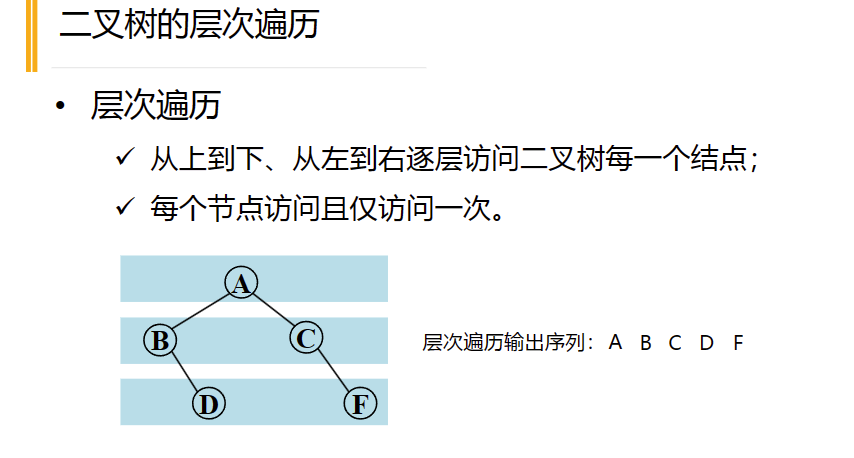 二叉树的层次遍历
• 层次遍历
✓ 从上到下、从左到右逐层访问二叉树每一个结点；
✓ 每个节点访问且仅访问一次。
A
B C
层次遍历输出序列：A B C D F
D F